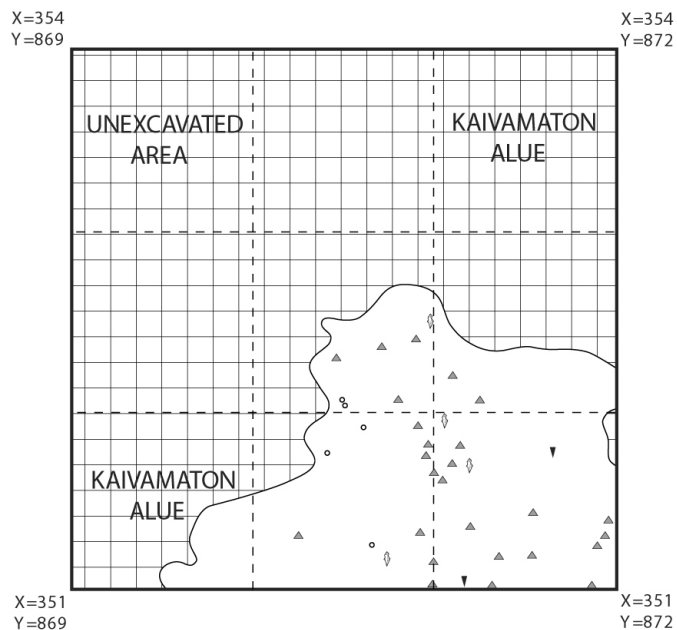 X=354
Y=869
X=354
Y=872
UNEXCAVATED
AREA
KAIVAMATON
ALUE
KAIVAMATON
ALUE
X=351
Y=869
X=351
Y=872